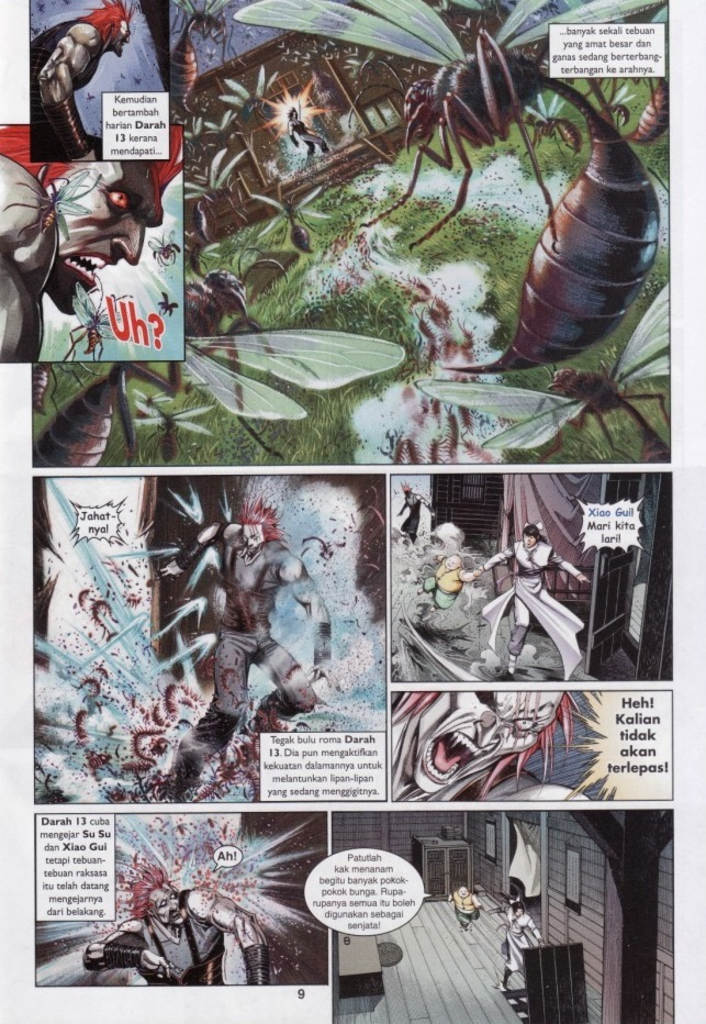 Kemudian
bertambah
harian Darah
13 kerana
mendapati...
...banyak sekali tebuan
yang amat besar dan
ganas sedang berterbang-
terbangan ke arahnya.
Uh?
Jahat-
nya!
Tegak bulu roma Darah
13. Dia pun mengaktifkan
kekuatan dalamannya untuk
melantunkan lipan-lipan
yang sedang menggigitnya.
Xiao Gui!
Mari kita
lari!
Heh!
Kalian
tidak
akan
terlepas!
Darah 13 cuba
mengejar Su Su
dan Xiao Gui
tetapi tebuan-
tebuan raksasa
itu telah datang
mengejarnya
dari belakang.
Ah!
Patutlah
kak menanam
begitu banyak pokok-
pokok bunga. Rupa-
rupanya semua itu boleh
digunakan sebagai
senjata!
9